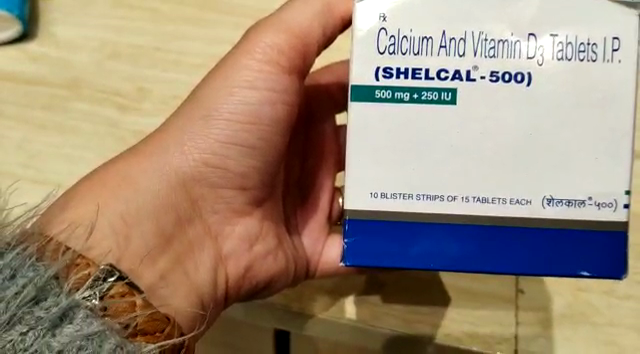 Rx
Calcium And Vitamin D3 Tablets I.P.
(SHELCAL®-500)
500 mg + 250 IU
10 BLISTER STRIPS OF 15 TABLETS EACH (शेलकाल®-५००)